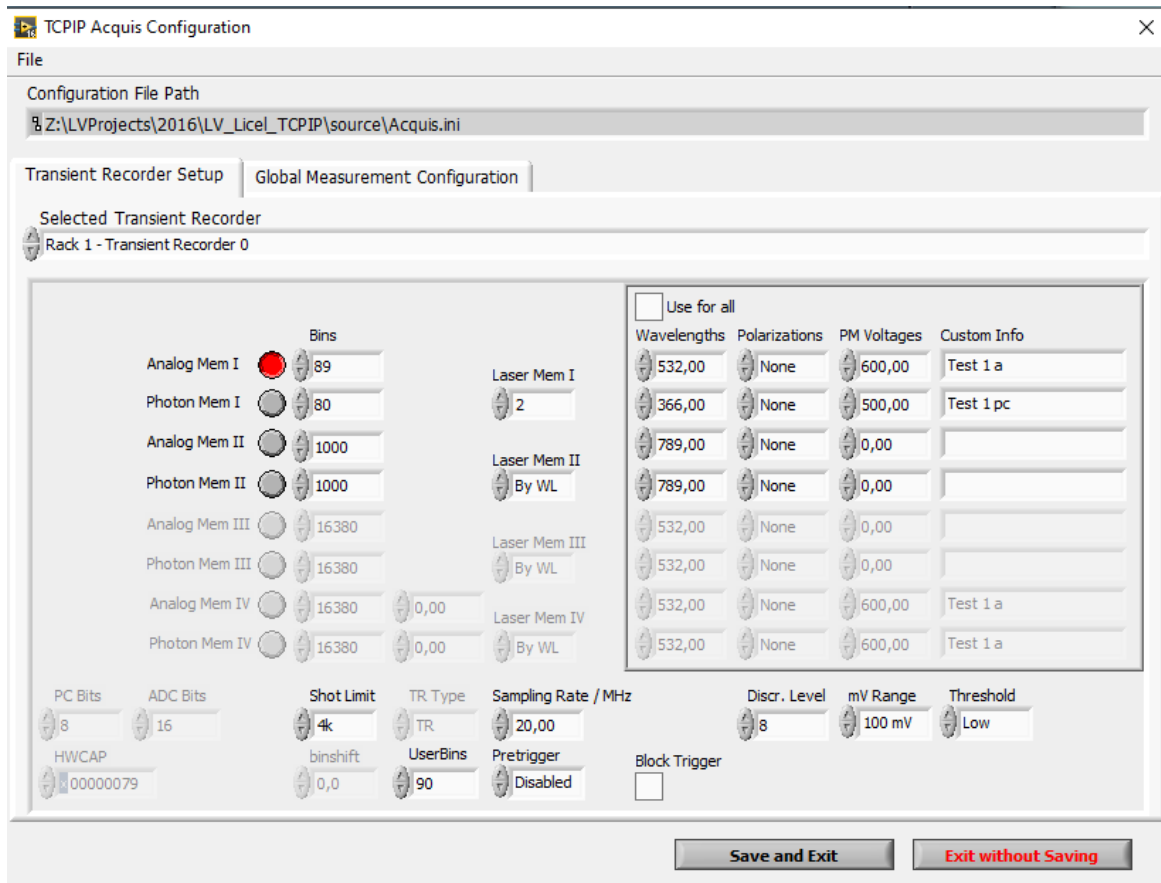 TCPIP Acquis Configuration
File
Configuration File Path
Z:\LVProjects\2016\LV_Licel_TCPIP\source\Acquis.ini
Transient Recorder Setup Global Measurement Configuration
Selected Transient Recorder
Rack 1 - Transient Recorder 0
Use for all
Bins Wavelengths Polarizations PM Voltages Custom Info
Analog Mem I 89 Laser Mem I 532,00 None 600,00 Test 1 a
Photon Mem I 80 2 366,00 None 500,00 Test 1 pc
Analog Mem II 1000 Laser Mem II 789,00 None 0,00
Photon Mem II 1000 By WL 789,00 None 0,00
Analog Mem III 16380 Laser Mem III 532,00 None 0,00
Photon Mem III 16380 By WL 532,00 None 0,00
Analog Mem IV 16380 0,00 Laser Mem IV 532,00 None 600,00 Test 1 a
Photon Mem IV 16380 0,00 By WL 532,00 None 600,00 Test 1 a
PC Bits ADC Bits Shot Limit TR Type Sampling Rate / MHz Discr. Level mV Range Threshold
8 16 4k TR 20,00 8 100 mV Low
HWCAP binshift UserBins Pretrigger Block Trigger
x00000079 0,0 90 Disabled
Save and Exit Exit without Saving